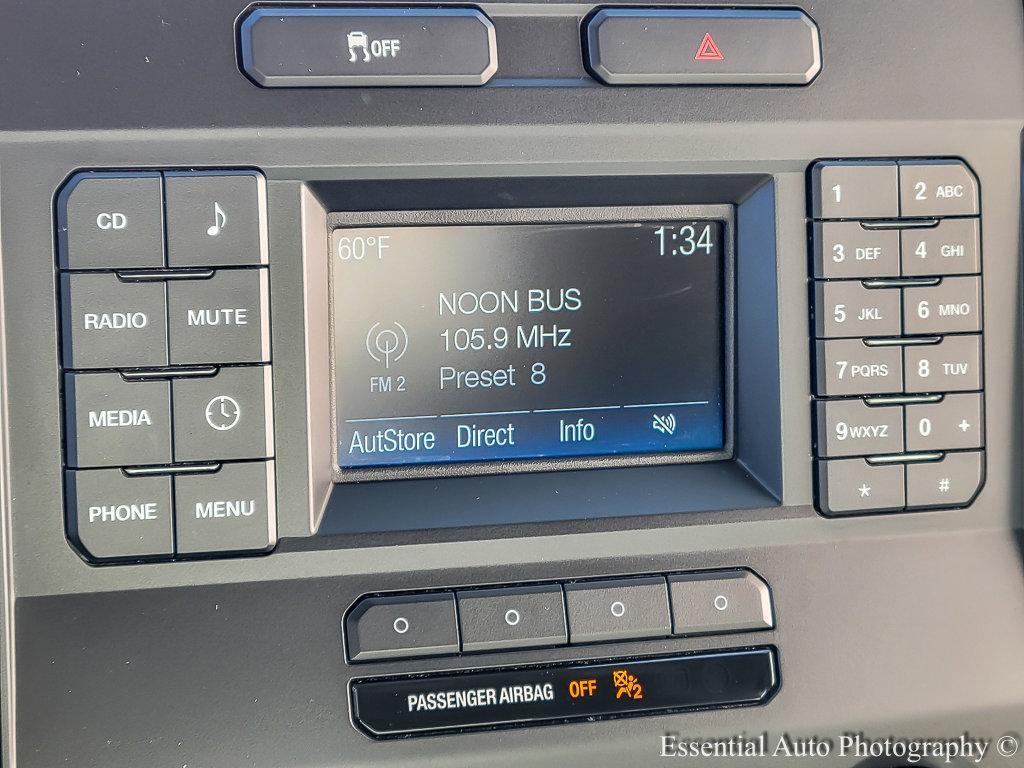 OFF
CD
RADIO MUTE
MEDIA
PHONE MENU
60°F 1:34
NOON BUS
105.9 MHz
FM 2 Preset 8
AutStore Direct Info
1 2 ABC
3 DEF 4 GHI
5 JKL 6 MNO
7 PQRS 8 TUV
9 WXYZ 0 +
* #
PASSENGER AIRBAG OFF 2
Essential Auto Photography ©